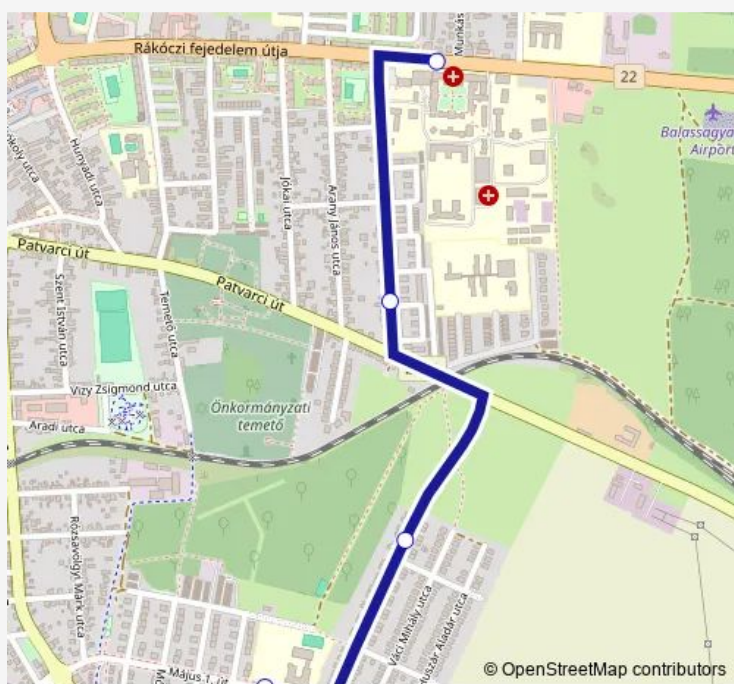 Rákóczi fejedelem útja
Munkás
22
Balassagya
Airport
Hunyadi utca
Jókai utca
Arany János utca
Patvarci út
Patvarci út
Szent István utca
Temető utca
Vizy Zsigmond utca
Önkormányzati
temető
Aradi utca
Rózsavölgyi Márk utca
Váci Mihály utca
Huszár Aladár utca
Május 1. út
© OpenStreetMap contributors